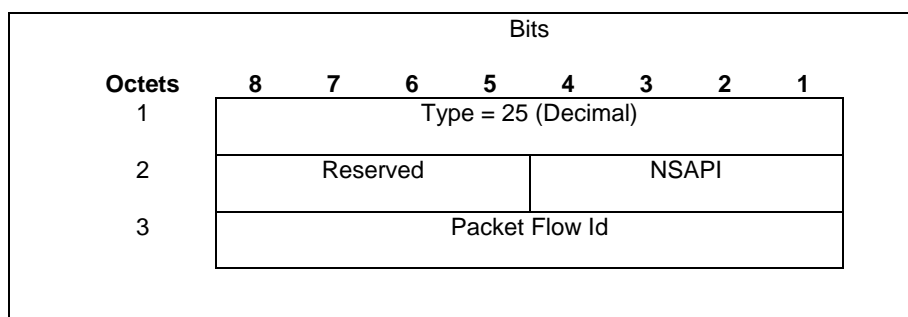 Bits
Octets 8 7 6 5 4 3 2 1
1 Type = 25 (Decimal)
2 Reserved NSAPI
3 Packet Flow Id